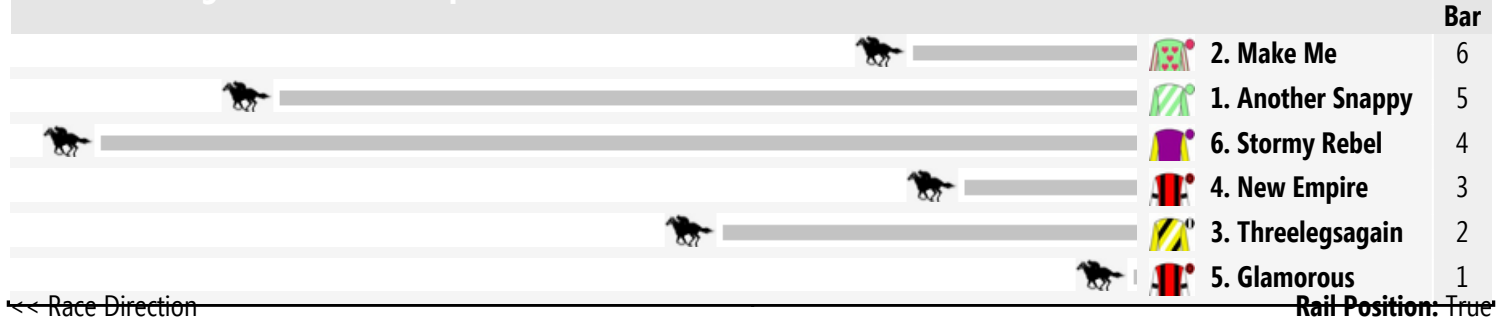 Bar
2. Make Me 6
1. Another Snappy 5
6. Stormy Rebel 4
4. New Empire 3
3. Threelegsagain 2
5. Glamorous 1
<< Race Direction Rail Position: True